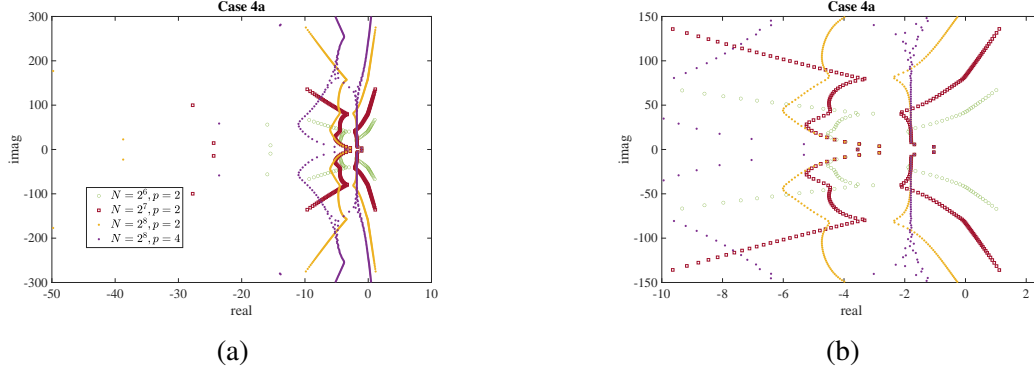 Case 4a
300
200
100
0
-100
-200
-300
imag
-50 -40 -30 -20 -10 0 10
real
N = 2^6, p = 2
N = 2^7, p = 2
N = 2^8, p = 2
N = 2^8, p = 4
(a)
Case 4a
150
100
50
0
-50
-100
-150
imag
-10 -8 -6 -4 -2 0 2
real
(b)